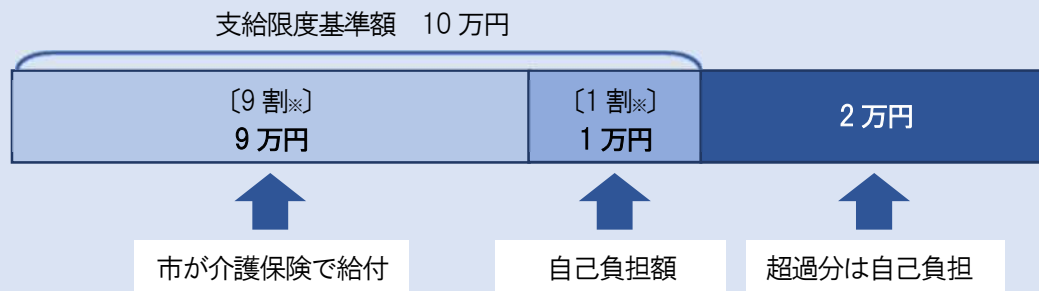 支給限度基準額　10 万円
〔9 割※〕
9 万円
〔1 割※〕
1 万円
2 万円
市が介護保険で給付
自己負担額
超過分は自己負担